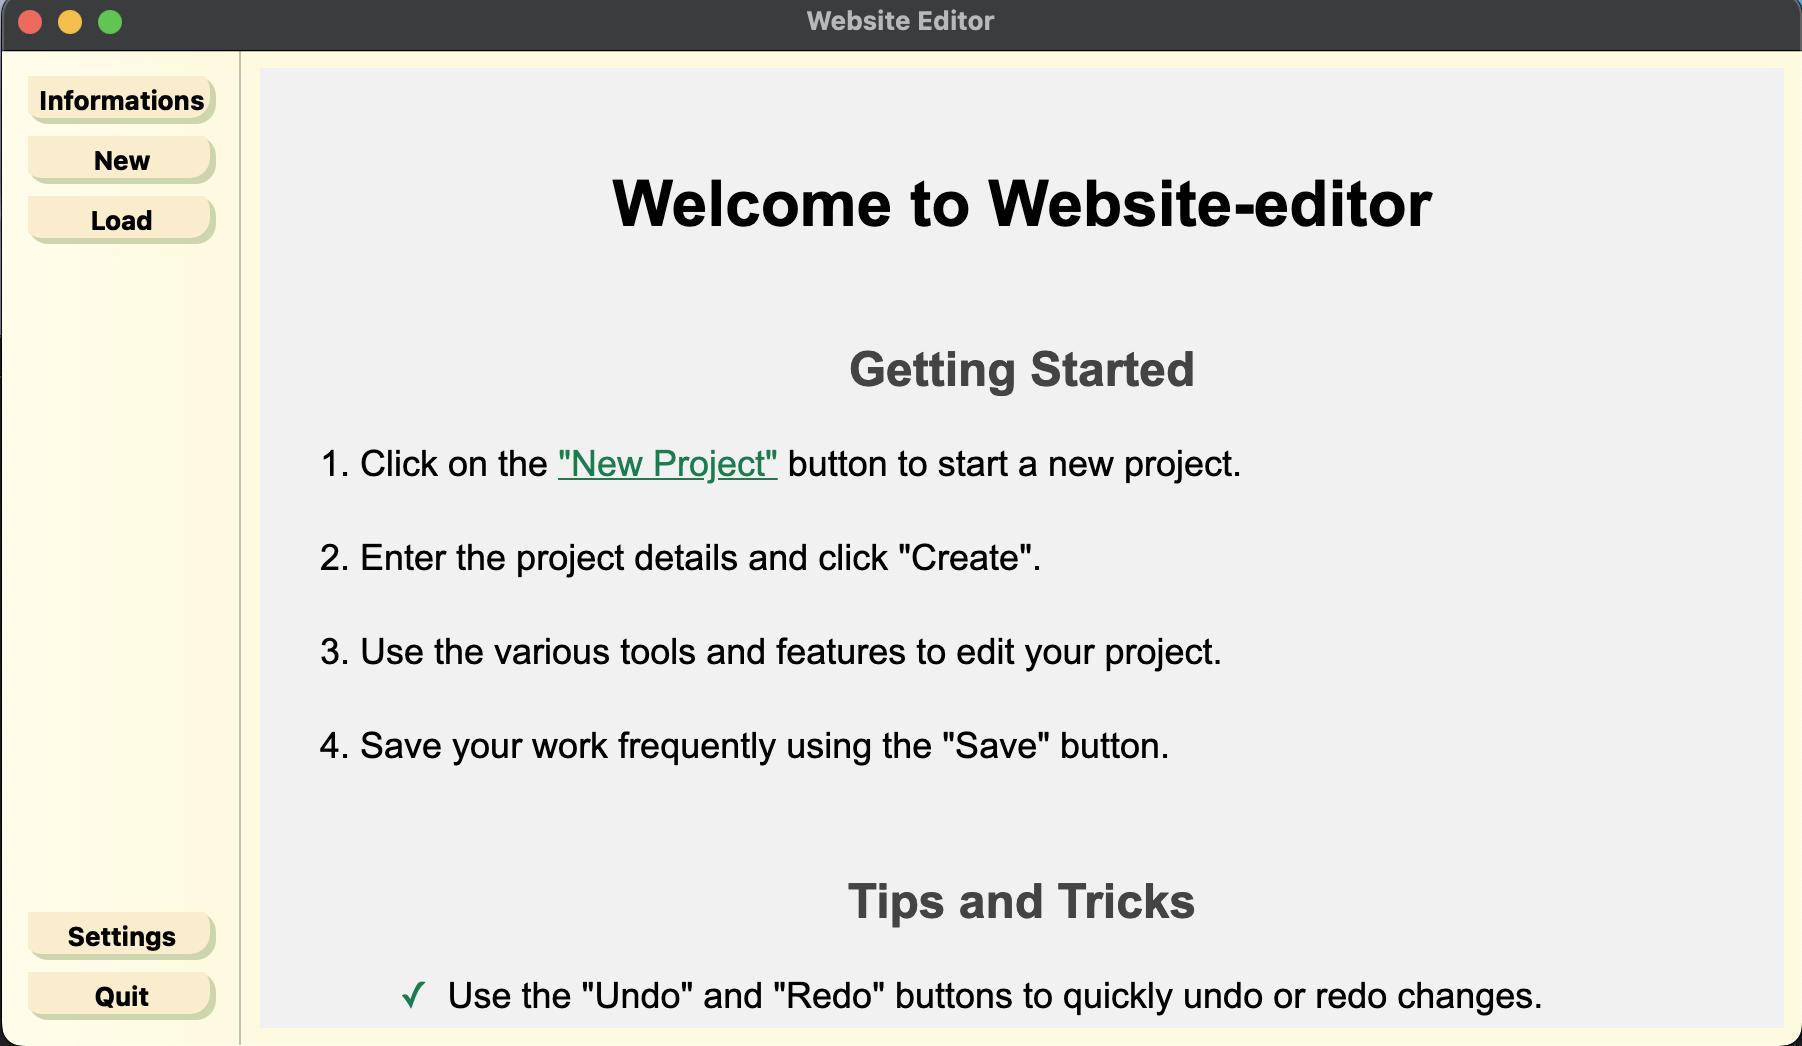 Website Editor
Informations
New
Load
Settings
Quit
Welcome to Website-editor
Getting Started
1. Click on the "New Project" button to start a new project.
2. Enter the project details and click "Create".
3. Use the various tools and features to edit your project.
4. Save your work frequently using the "Save" button.
Tips and Tricks
✓ Use the "Undo" and "Redo" buttons to quickly undo or redo changes.